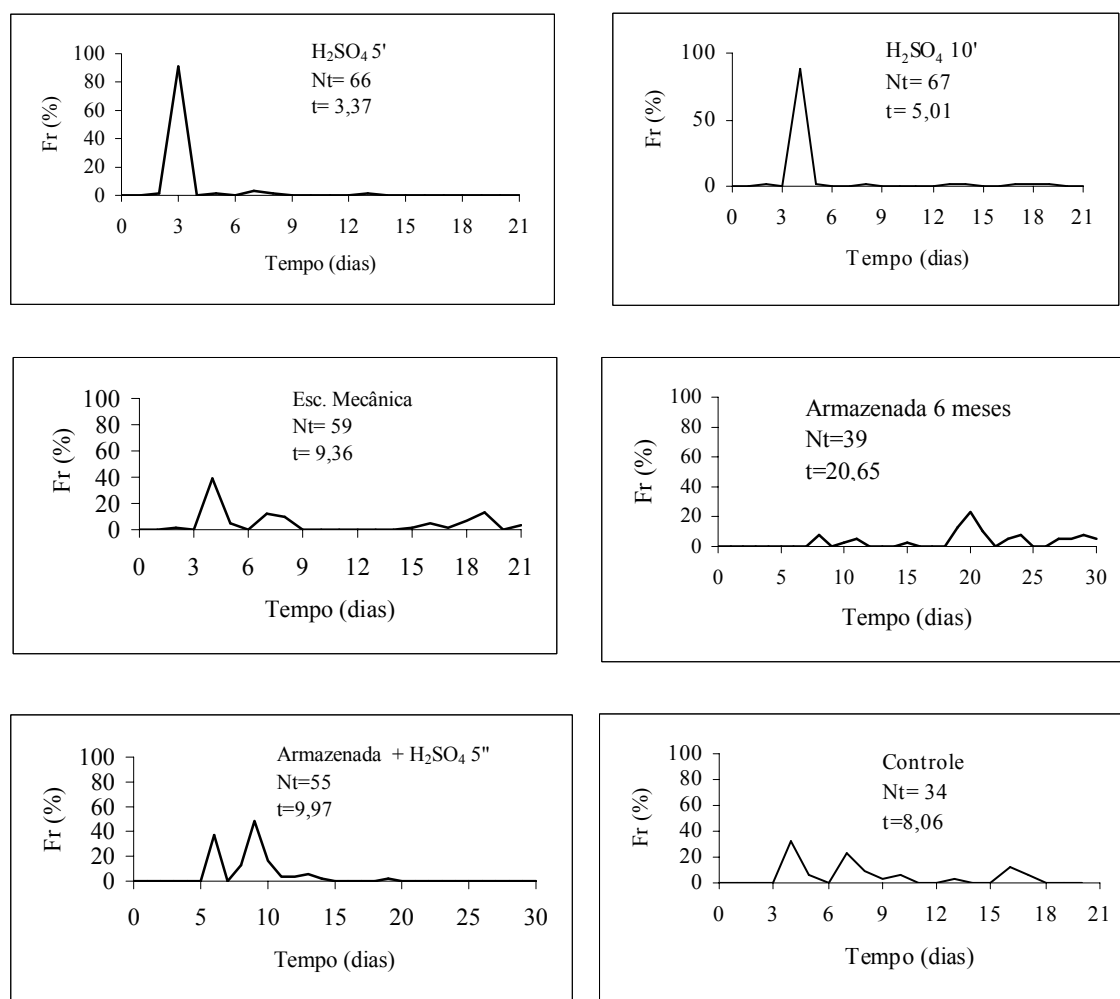 H₂SO₄ 5'
Nt= 66
t= 3,37
100
80
60
40
20
0
Fr (%)
0 3 6 9 12 15 18 21
Tempo (dias)
H₂SO₄ 10'
Nt= 67
t= 5,01
100
50
0
Fr (%)
0 3 6 9 12 15 18 21
Tempo (dias)
Esc. Mecânica
Nt= 59
t= 9,36
100
80
60
40
20
0
Fr (%)
0 3 6 9 12 15 18 21
Tempo (dias)
Armazenada 6 meses
Nt=39
t=20,65
100
80
60
40
20
0
Fr (%)
0 5 10 15 20 25 30
Tempo (dias)
Armazenada + H₂SO₄ 5"
Nt=55
t=9,97
100
80
60
40
20
0
Fr (%)
0 5 10 15 20 25 30
Tempo (dias)
Controle
Nt= 34
t=8,06
100
80
60
40
20
0
Fr (%)
0 3 6 9 12 15 18 21
Tempo (dias)